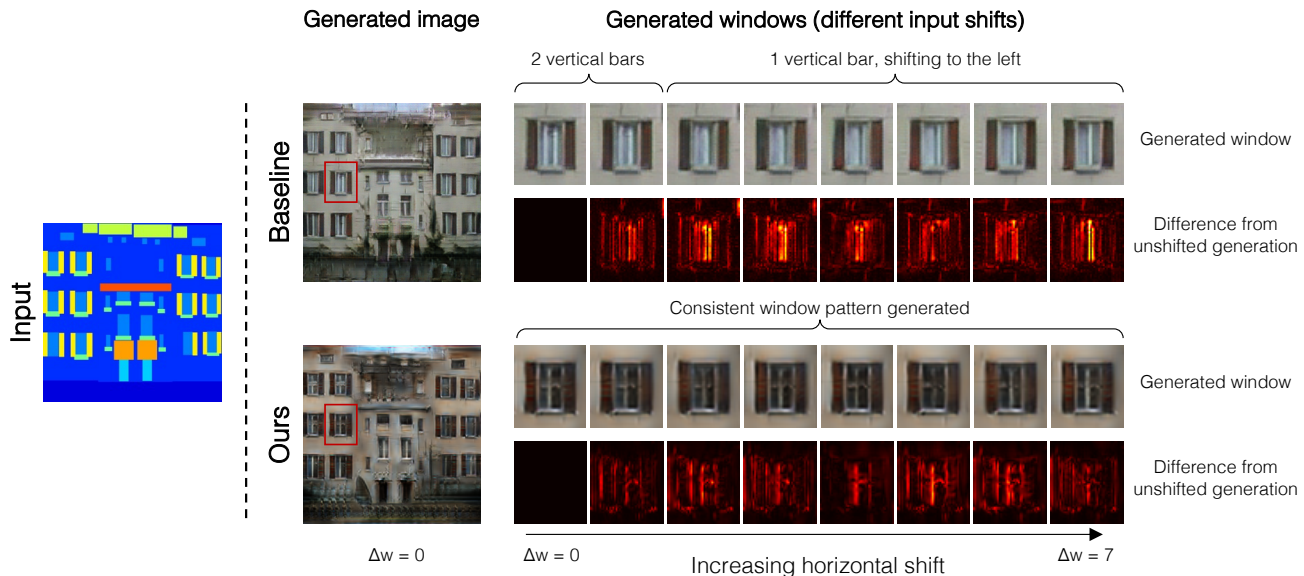 Generated image
Generated windows (different input shifts)
2 vertical bars
1 vertical bar, shifting to the left
Baseline
Generated window
Difference from
unshifted generation
Input
Consistent window pattern generated
Ours
Generated window
Difference from
unshifted generation
Δw = 0
Δw = 0
Increasing horizontal shift
Δw = 7